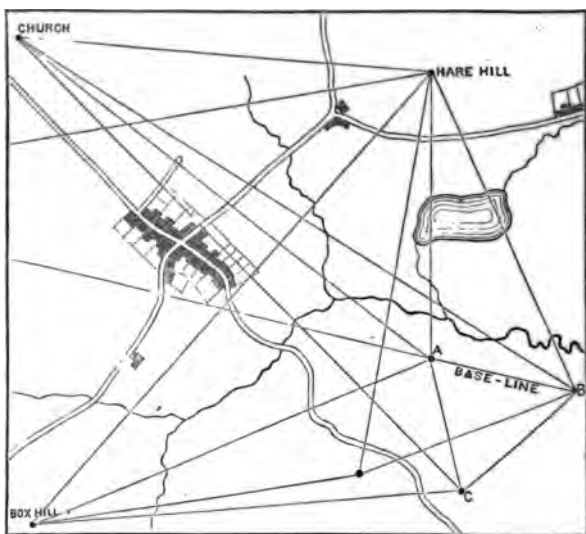 CHURCH
HARE HILL
A
BASE-LINE
B
C.
BOX HILL